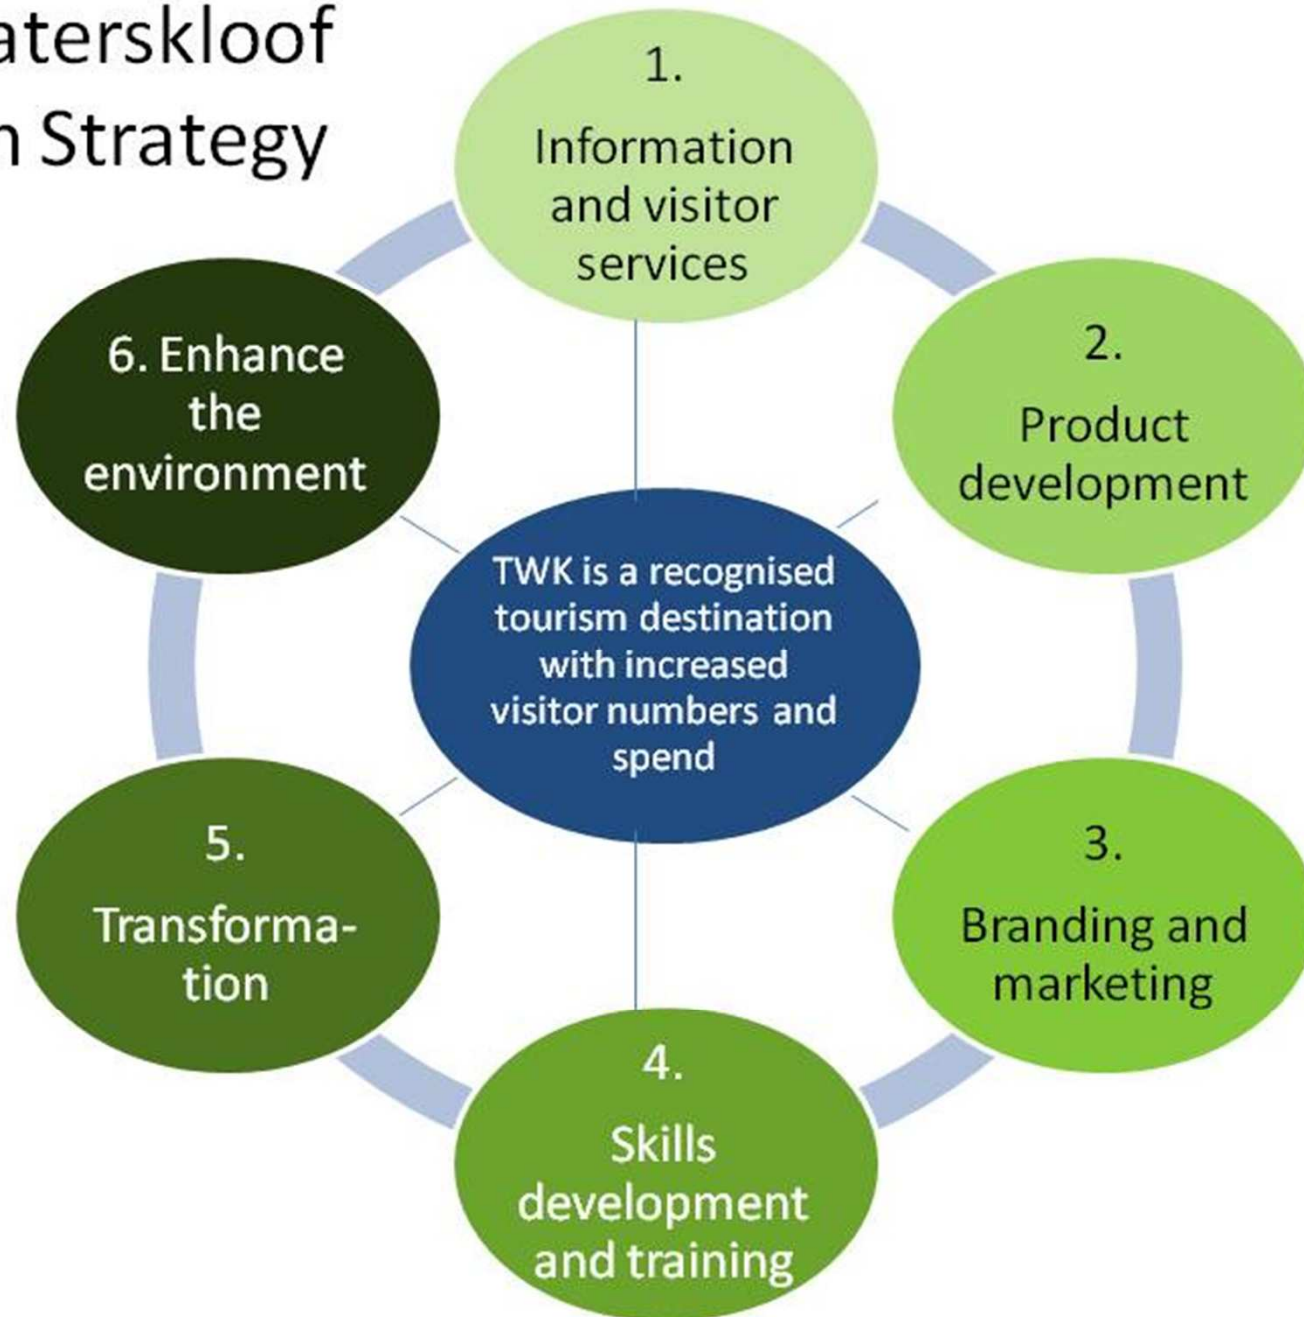 aterskloof
n Strategy
1.
Information
and visitor
services
2.
Product
development
3.
Branding and
marketing
4.
Skills
development
and training
5.
Transforma-
tion
6. Enhance
the
environment
TWK is a recognised
tourism destination
with increased
visitor numbers and
spend